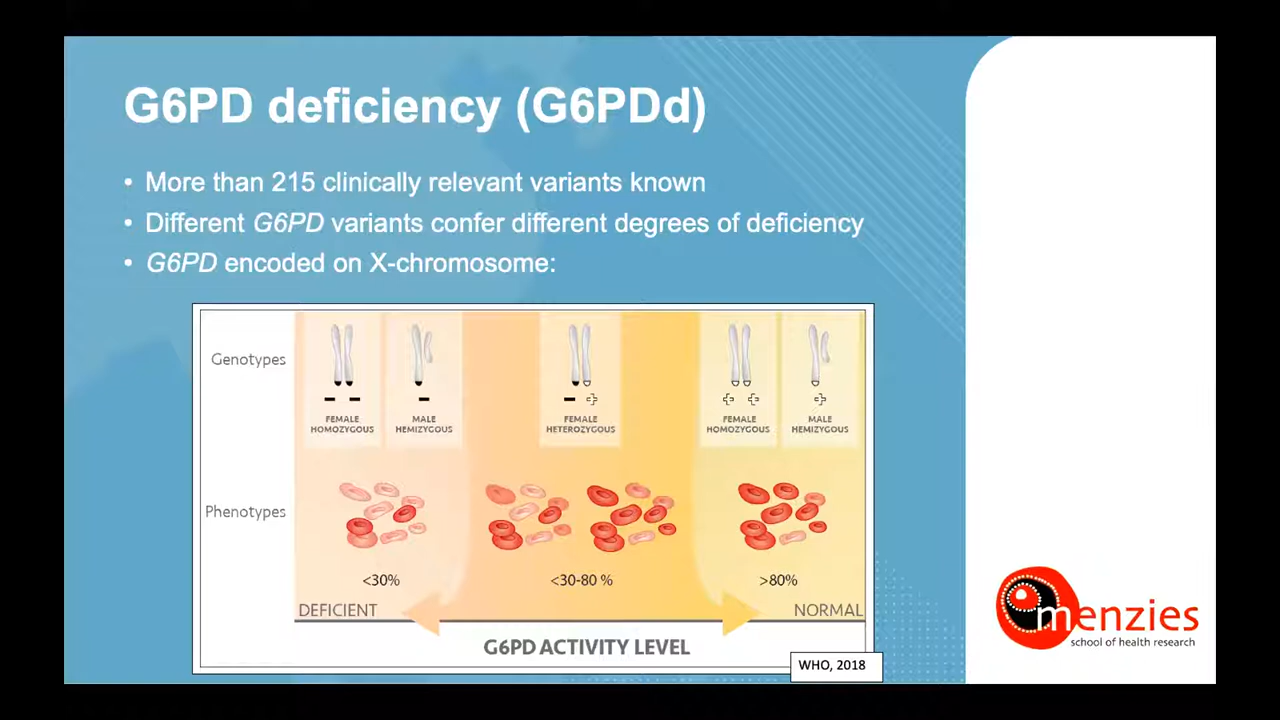 G6PD deficiency (G6PDd)
• More than 215 clinically relevant variants known
• Different G6PD variants confer different degrees of deficiency
• G6PD encoded on X-chromosome:
Genotypes
− −
−
− +
+ +
+
FEMALE HOMOZYGOUS
MALE HEMIZYGOUS
FEMALE HETEROZYGOUS
FEMALE HOMOZYGOUS
MALE HEMIZYGOUS
Phenotypes
<30%
<30-80 %
>80%
DEFICIENT
NORMAL
G6PD ACTIVITY LEVEL
WHO, 2018
menzies
school of health research